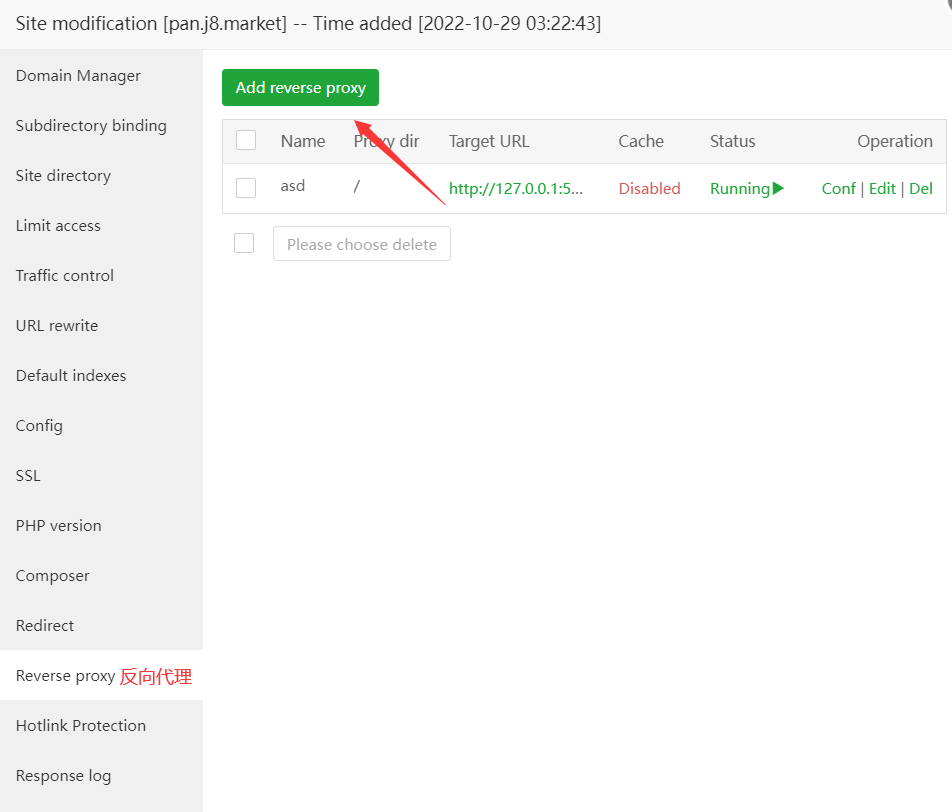 Site modification [pan.j8.market] -- Time added [2022-10-29 03:22:43]
Domain Manager
Subdirectory binding
Site directory
Limit access
Traffic control
URL rewrite
Default indexes
Config
SSL
PHP version
Composer
Redirect
Reverse proxy 反向代理
Hotlink Protection
Response log
Add reverse proxy
Name Proxy dir Target URL Cache Status Operation
asd / http://127.0.0.1:5... Disabled Running Conf | Edit | Del
Please choose delete